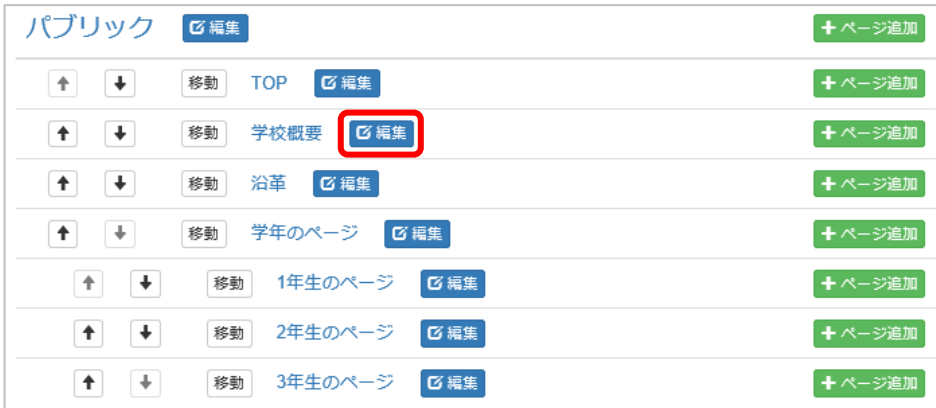 パブリック 編集 ページ追加
移動 TOP 編集 ページ追加
移動 学校概要 編集 ページ追加
移動 沿革 編集 ページ追加
移動 学年のページ 編集 ページ追加
移動 1年生のページ 編集 ページ追加
移動 2年生のページ 編集 ページ追加
移動 3年生のページ 編集 ページ追加